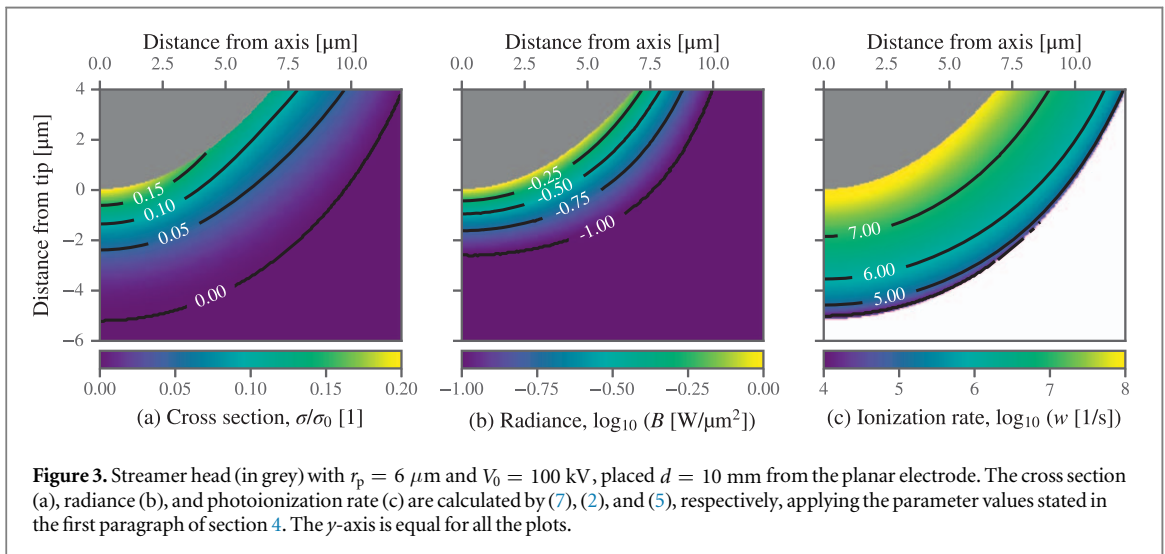 Distance from axis [μm]
Distance from axis [μm]
Distance from axis [μm]
0.0 2.5 5.0 7.5 10.0
0.0 2.5 5.0 7.5 10.0
0.0 2.5 5.0 7.5 10.0
Distance from tip [μm]
4
2
0
−2
−4
−6
0.15
0.10
0.05
0.00
-0.25
-0.50
-0.75
-1.00
7.00
6.00
5.00
0.00 0.05 0.10 0.15 0.20
−1.00 −0.75 −0.50 −0.25 0.00
4 5 6 7 8
(a) Cross section, σ/σ₀ [1]
(b) Radiance, log₁₀ (B [W/μm²])
(c) Ionization rate, log₁₀ (w [1/s])
Figure 3. Streamer head (in grey) with rₚ = 6 μm and V₀ = 100 kV, placed d = 10 mm from the planar electrode. The cross section
(a), radiance (b), and photoionization rate (c) are calculated by (7), (2), and (5), respectively, applying the parameter values stated in
the first paragraph of section 4. The y-axis is equal for all the plots.